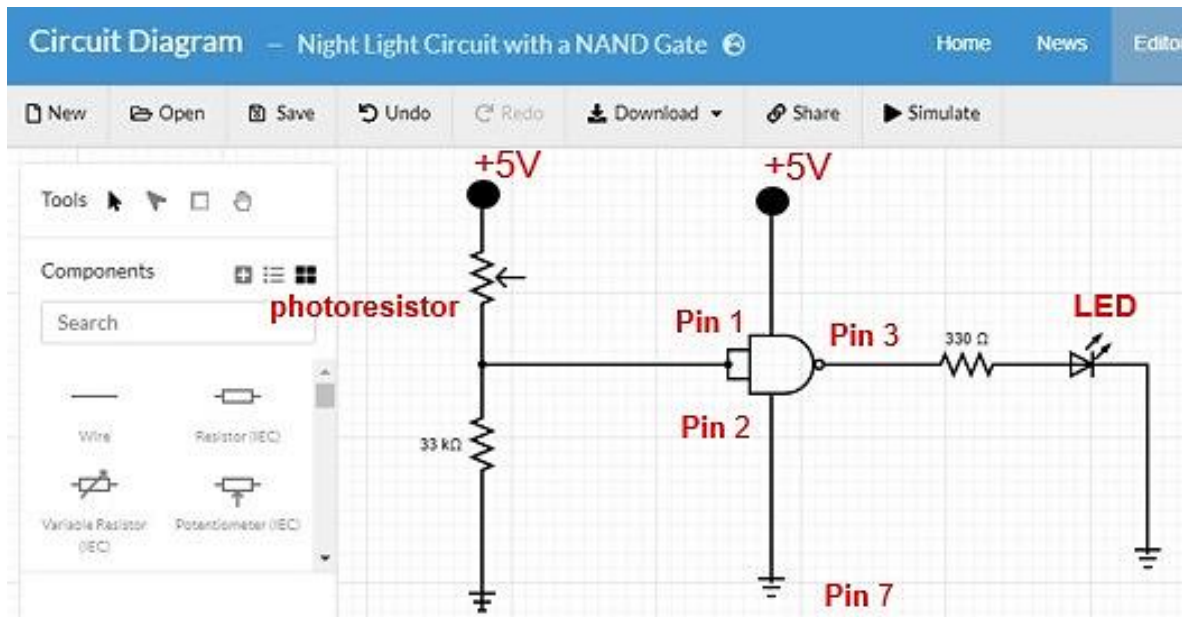 Circuit Diagram – Night Light Circuit with a NAND Gate
Home News Edito
New Open Save Undo Redo Download Share Simulate
+5V
+5V
Tools
Components
photoresistor
Search
Pin 1
Pin 3
330 Ω
LED
Wire
Resistor (IEC)
33 kΩ
Pin 2
Variable Resistor
(IEC)
Potentiometer (IEC)
Pin 7